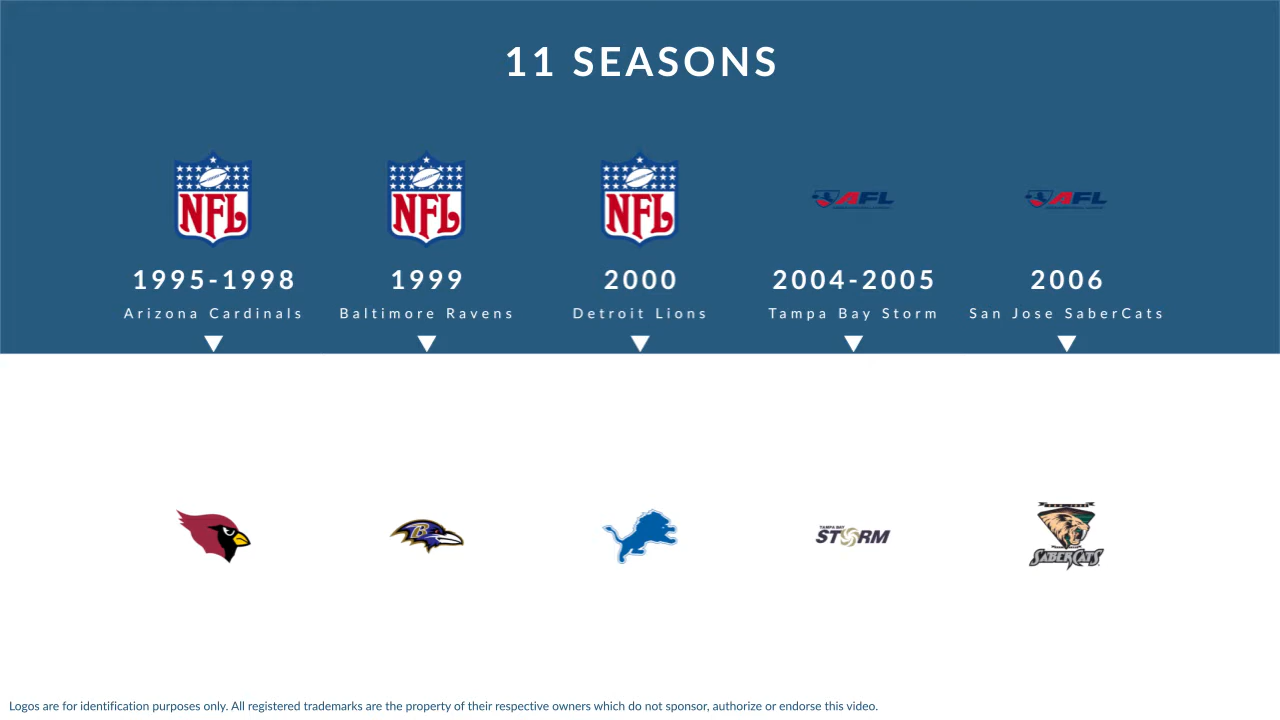 11 SEASONS
NFL NFL NFL AFL AFL
1995-1998 1999 2000 2004-2005 2006
Arizona Cardinals Baltimore Ravens Detroit Lions Tampa Bay Storm San Jose SaberCats
B
TAMPA BAY
STORM
SABERCATS
Logos are for identification purposes only. All registered trademarks are the property of their respective owners which do not sponsor, authorize or endorse this video.